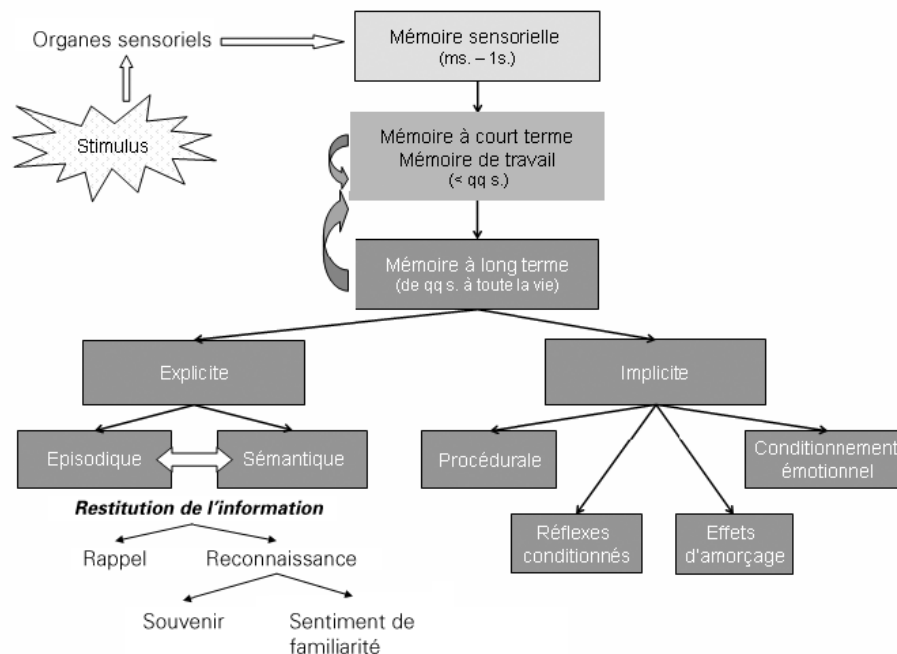 Organes sensoriels
Mémoire sensorielle
(ms. – 1s.)
Stimulus
Mémoire à court terme
Mémoire de travail
(< qq s.)
Mémoire à long terme
(de qq s. à toute la vie)
Explicite
Implicite
Episodique
Sémantique
Procédurale
Conditionnement
émotionnel
Restitution de l'information
Réflexes
conditionnés
Effets
d'amorçage
Rappel
Reconnaissance
Souvenir
Sentiment de
familiarité